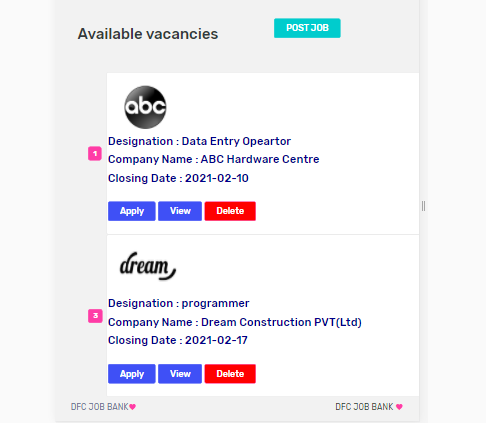 Available vacancies
POST JOB
abc
1
Designation : Data Entry Opeartor
Company Name : ABC Hardware Centre
Closing Date : 2021-02-10
Apply View Delete
dream
3
Designation : programmer
Company Name : Dream Construction PVT(Ltd)
Closing Date : 2021-02-17
Apply View Delete
DFC JOB BANK
DFC JOB BANK